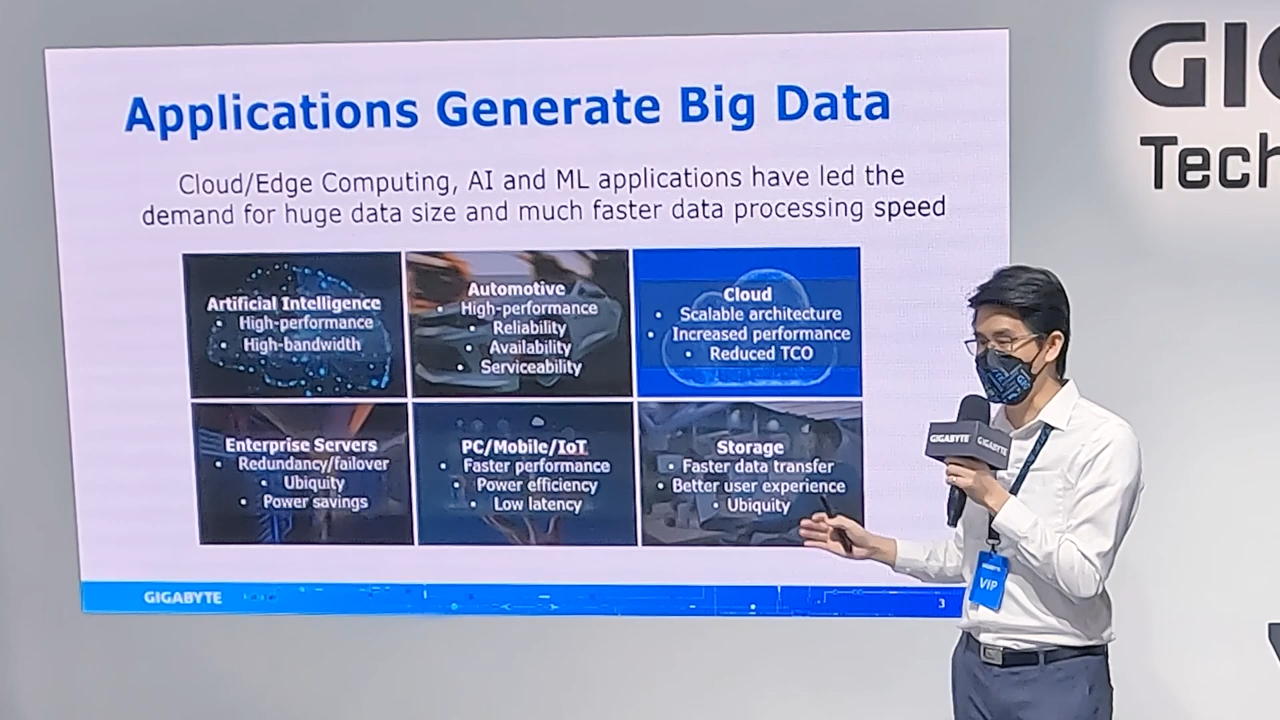 Applications Generate Big Data
Cloud/Edge Computing, AI and ML applications have led the
demand for huge data size and much faster data processing speed
Artificial Intelligence
• High-performance
• High-bandwidth
Automotive
• High-performance
• Reliability
• Availability
• Serviceability
Cloud
• Scalable architecture
• Increased performance
• Reduced TCO
Enterprise Servers
• Redundancy/failover
• Ubiquity
• Power savings
PC/Mobile/IoT
• Faster performance
• Power efficiency
• Low latency
Storage
• Faster data transfer
• Better user experience
• Ubiquity
GIGABYTE
3
GIG
Tech
GIGABYTE
GIGABYTE
VIP